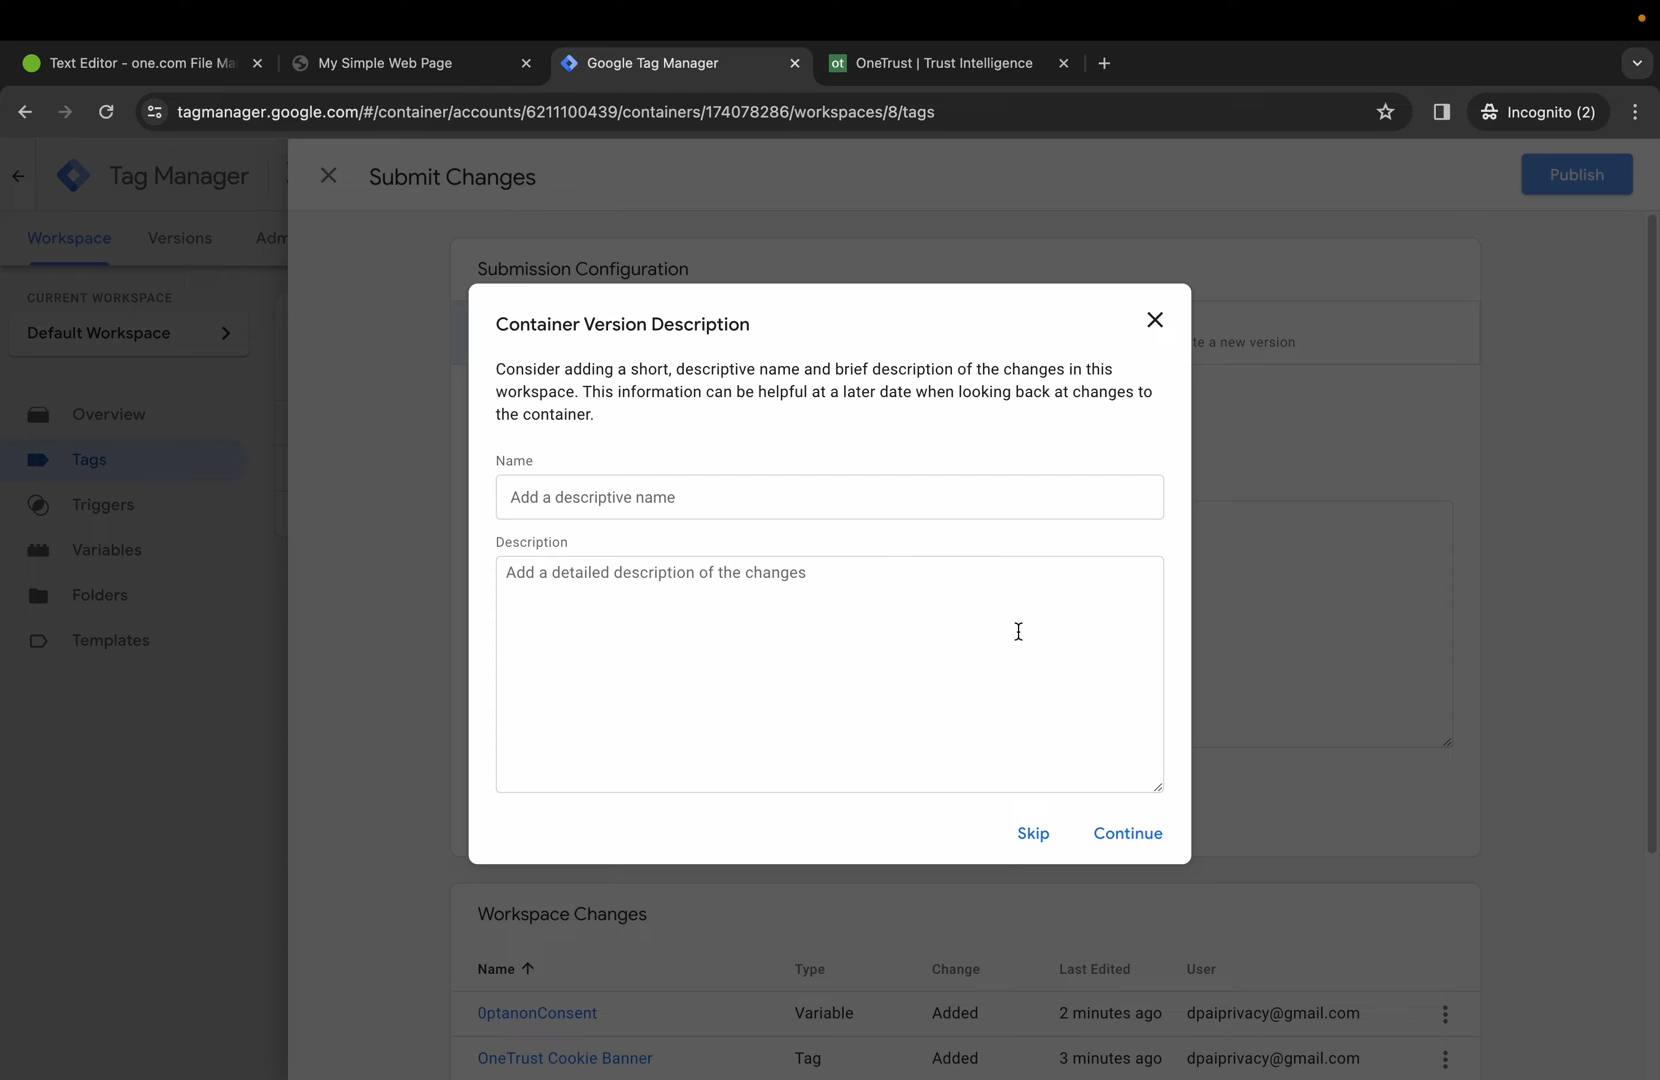 Text Editor - one.com File Ma
My Simple Web Page
Google Tag Manager
ot OneTrust | Trust Intelligence
tagmanager.google.com/#/container/accounts/6211100439/containers/174078286/workspaces/8/tags
Incognito (2)
Tag Manager
Submit Changes
Publish
Workspace Versions Adm
Submission Configuration
CURRENT WORKSPACE
Default Workspace
te a new version
Container Version Description
Consider adding a short, descriptive name and brief description of the changes in this
workspace. This information can be helpful at a later date when looking back at changes to
the container.
Name
Add a descriptive name
Description
Add a detailed description of the changes
Skip Continue
Overview
Tags
Triggers
Variables
Folders
Templates
Workspace Changes
Name Type Change Last Edited User
0ptanonConsent Variable Added 2 minutes ago dpaiprivacy@gmail.com
OneTrust Cookie Banner Tag Added 3 minutes ago dpaiprivacy@gmail.com